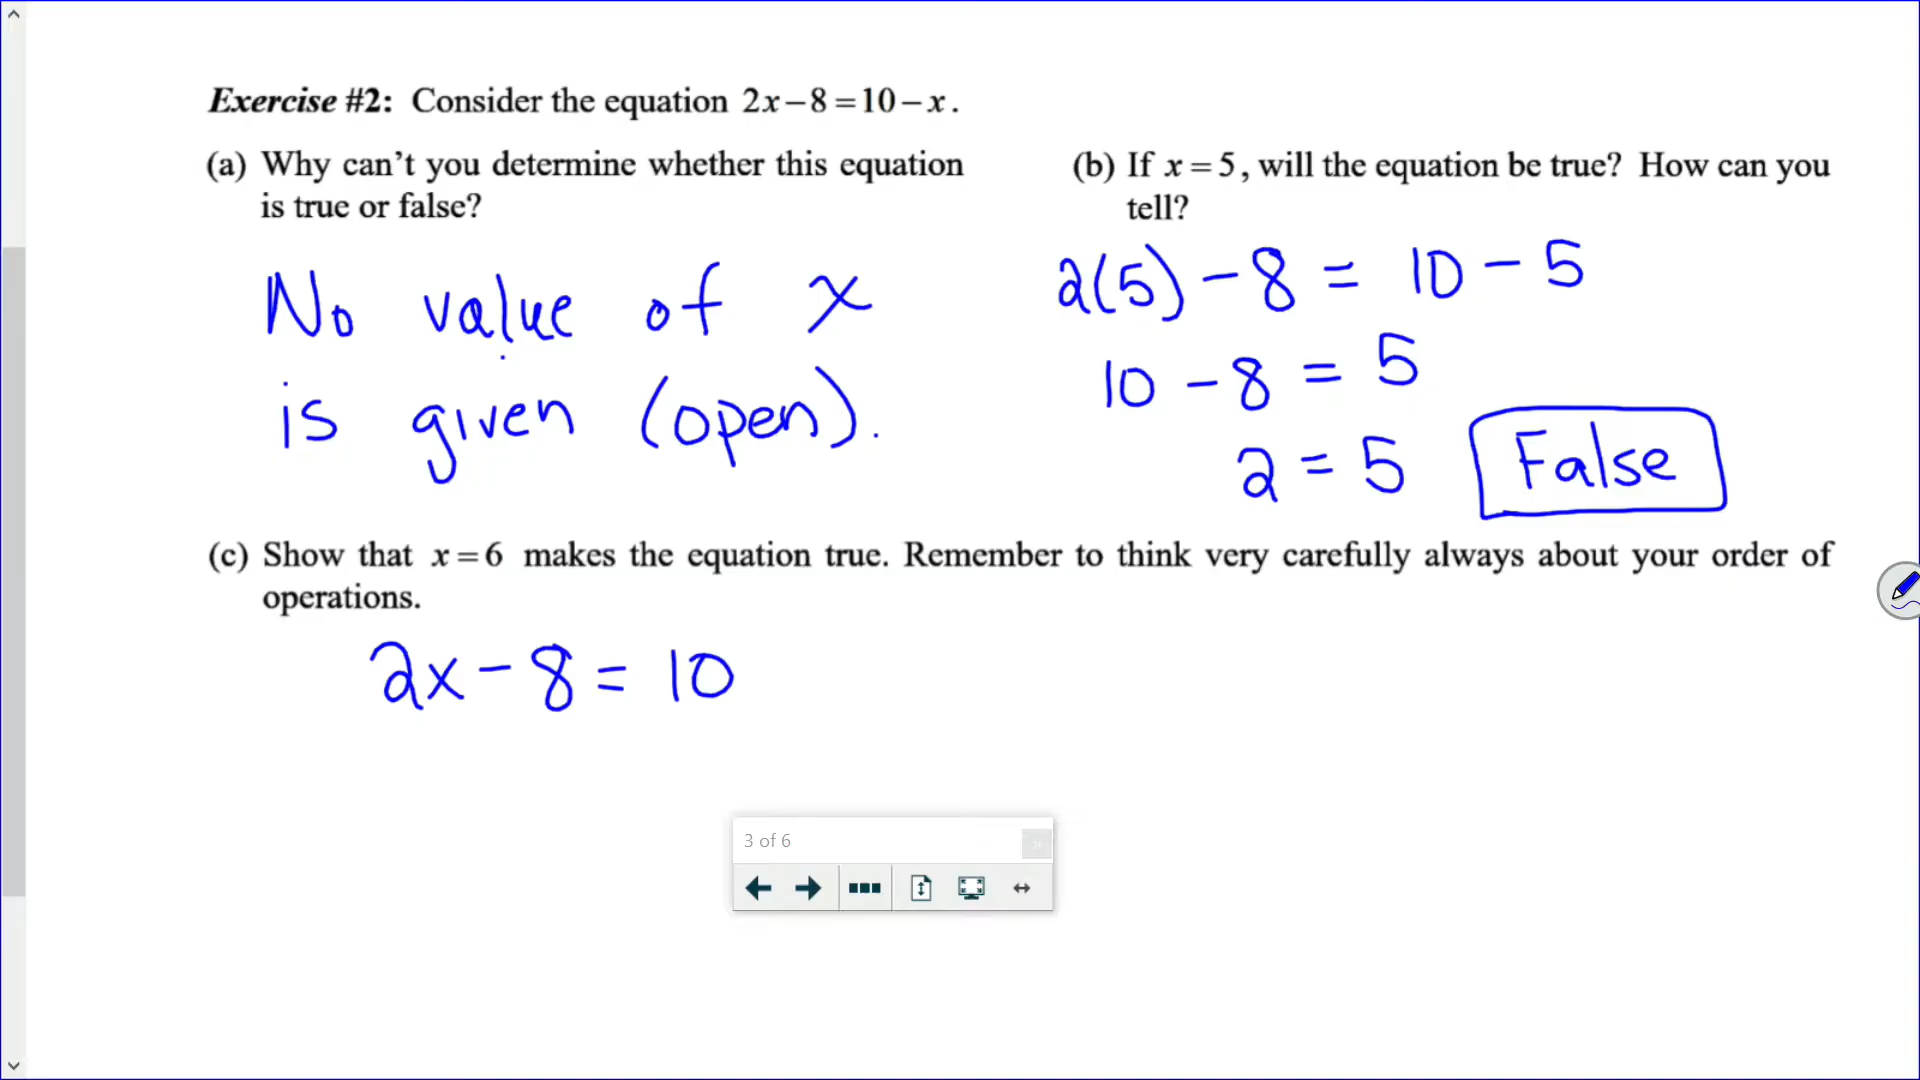 Exercise #2: Consider the equation 2x−8=10−x.
(a) Why can't you determine whether this equation
is true or false?
No value of x
is given (open).
(b) If x=5, will the equation be true? How can you
tell?
2(5) − 8 = 10 − 5
10 − 8 = 5
2 = 5 False
(c) Show that x=6 makes the equation true. Remember to think very carefully always about your order of
operations.
2x − 8 = 10
3 of 6